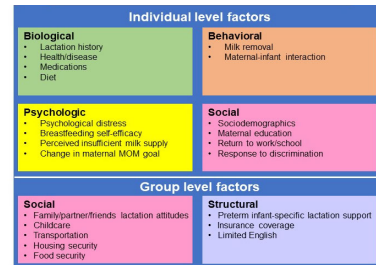 Individual level factors
Biological
• Lactation history
• Health/disease
• Medications
• Diet
Behavioral
• Milk removal
• Maternal-infant interaction
Psychologic
• Psychological distress
• Breastfeeding self-efficacy
• Perceived insufficient milk supply
• Change in maternal MOM goal
Social
• Sociodemographics
• Maternal education
• Return to work/school
• Response to discrimination
Group level factors
Social
• Family/partner/friends lactation attitudes
• Childcare
• Transportation
• Housing security
• Food security
Structural
• Preterm infant-specific lactation support
• Insurance coverage
• Limited English